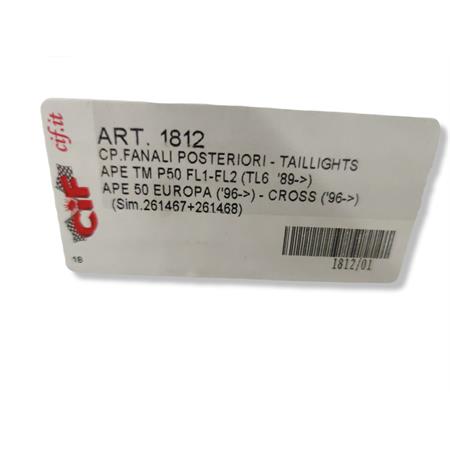 cif.it
CIF
18
ART. 1812
CP.FANALI POSTERIORI - TAILLIGHTS
APE TM P50 FL1-FL2 (TL6 '89->)
APE 50 EUROPA ('96->) - CROSS ('96->)
(Sim.261467+261468)
1812/01